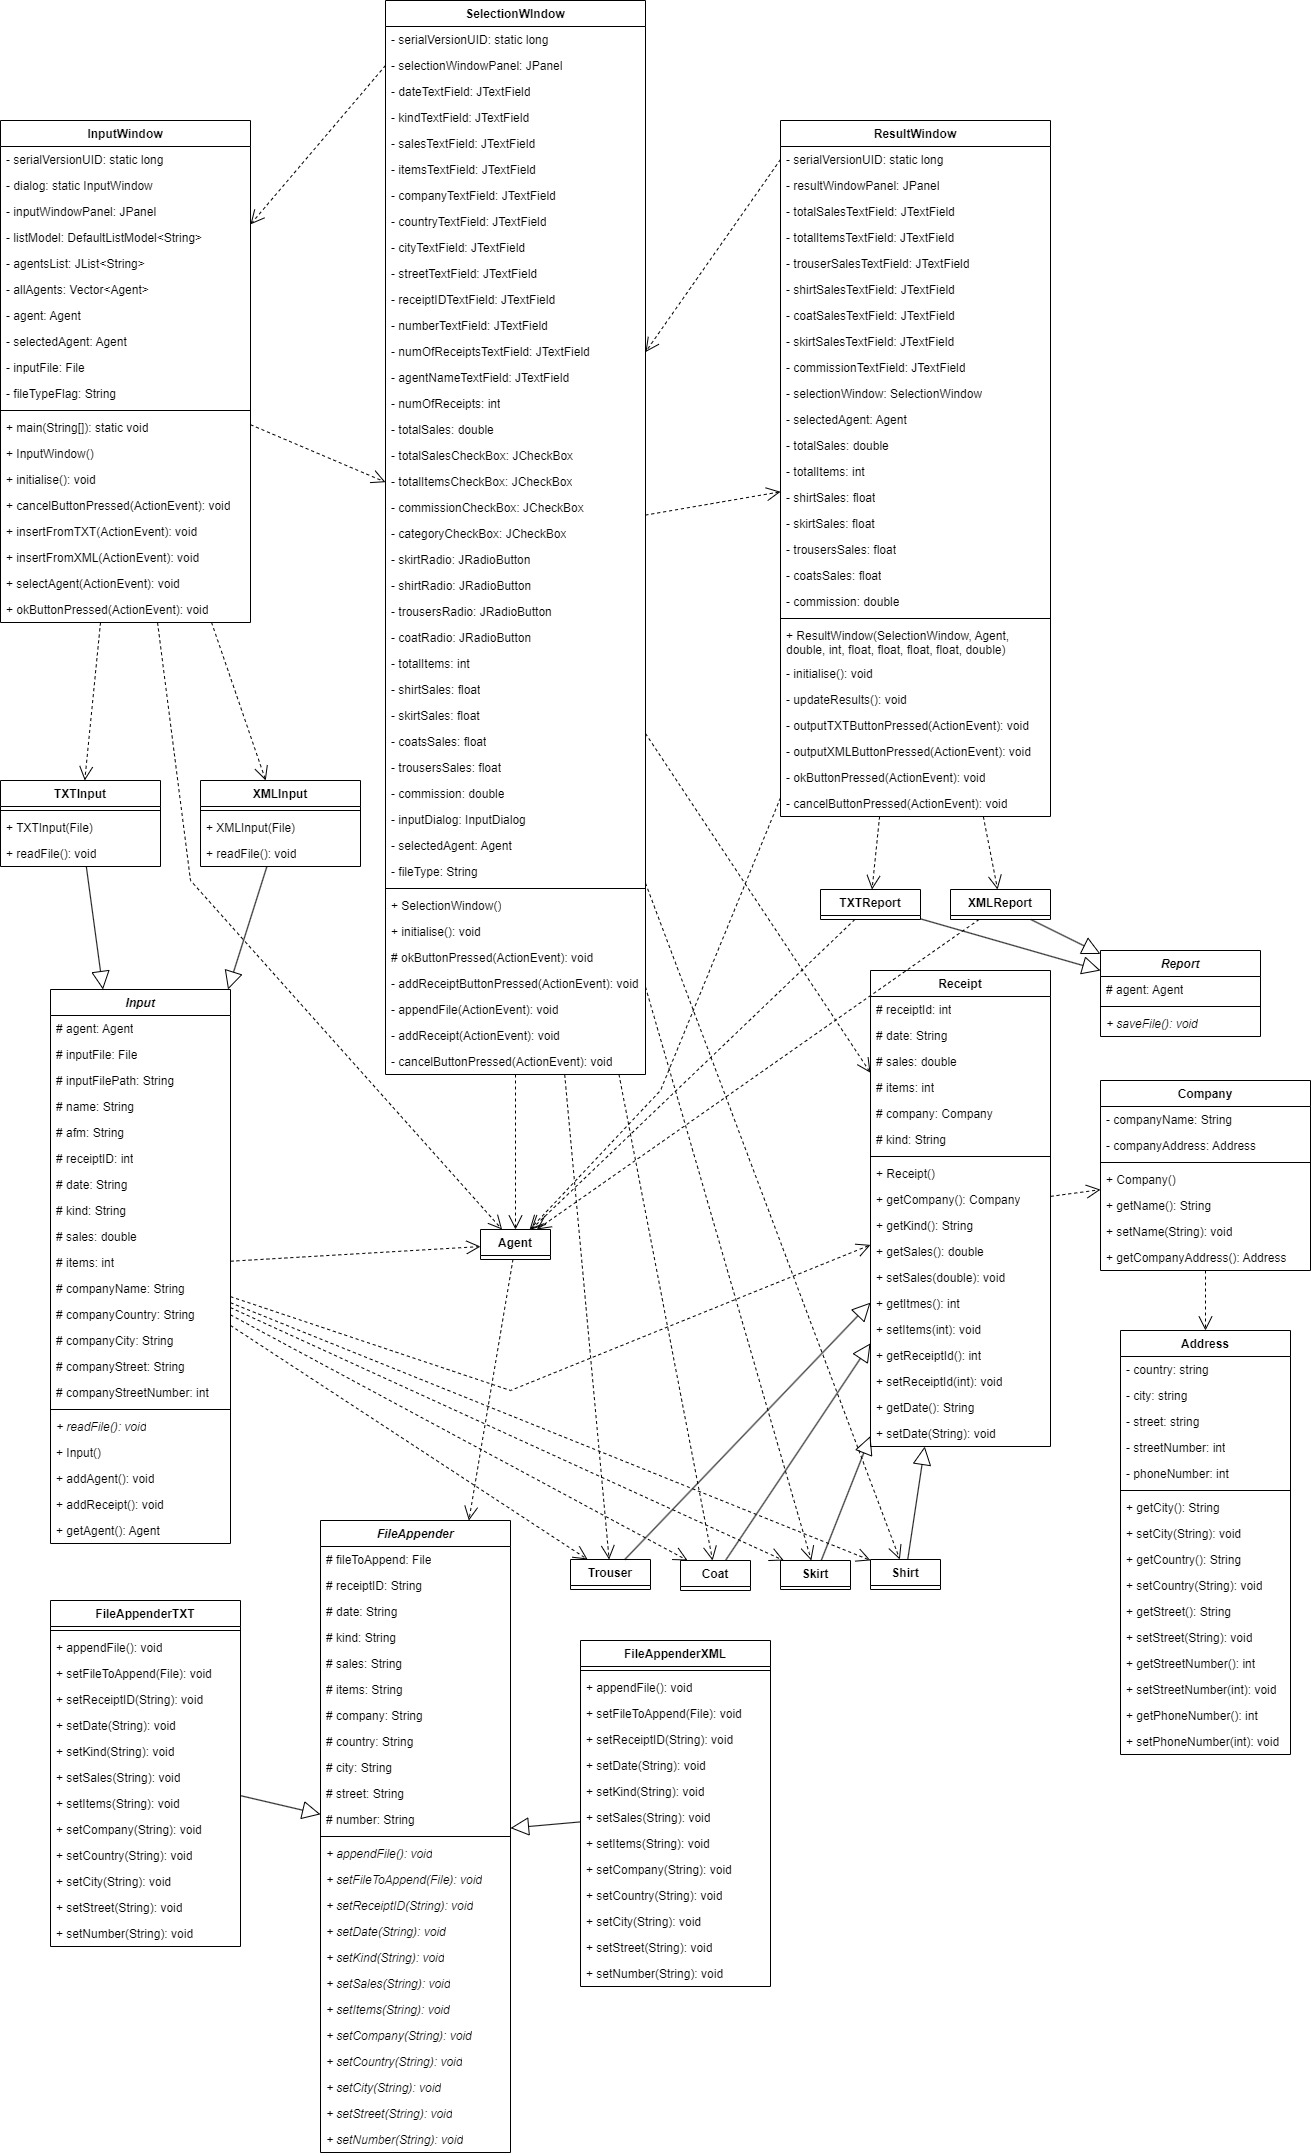 SelectionWIndow
- serialVersionUID: static long
- selectionWindowPanel: JPanel
- dateTextField: JTextField
- kindTextField: JTextField
- salesTextField: JTextField
- itemsTextField: JTextField
- companyTextField: JTextField
- countryTextField: JTextField
- cityTextField: JTextField
- streetTextField: JTextField
- receiptIDTextField: JTextField
- numberTextField: JTextField
- numOfReceiptsTextField: JTextField
- agentNameTextField: JTextField
- numOfReceipts: int
- totalSales: double
- totalSalesCheckBox: JCheckBox
- totalItemsCheckBox: JCheckBox
- commissionCheckBox: JCheckBox
- categoryCheckBox: JCheckBox
- skirtRadio: JRadioButton
- shirtRadio: JRadioButton
- trousersRadio: JRadioButton
- coatRadio: JRadioButton
- totalItems: int
- shirtSales: float
- skirtSales: float
- coatsSales: float
- trousersSales: float
- commission: double
- inputDialog: InputDialog
- selectedAgent: Agent
- fileType: String
+ SelectionWindow()
+ initialise(): void
# okButtonPressed(ActionEvent): void
- addReceiptButtonPressed(ActionEvent): void
- appendFile(ActionEvent): void
- addReceipt(ActionEvent): void
- cancelButtonPressed(ActionEvent): void
InputWindow
- serialVersionUID: static long
- dialog: static InputWindow
- inputWindowPanel: JPanel
- listModel: DefaultListModel<String>
- agentsList: JList<String>
- allAgents: Vector<Agent>
- agent: Agent
- selectedAgent: Agent
- inputFile: File
- fileTypeFlag: String
+ main(String[]): static void
+ InputWindow()
+ initialise(): void
+ cancelButtonPressed(ActionEvent): void
+ insertFromTXT(ActionEvent): void
+ insertFromXML(ActionEvent): void
+ selectAgent(ActionEvent): void
+ okButtonPressed(ActionEvent): void
ResultWindow
- serialVersionUID: static long
- resultWindowPanel: JPanel
- totalSalesTextField: JTextField
- totalItemsTextField: JTextField
- trouserSalesTextField: JTextField
- shirtSalesTextField: JTextField
- coatSalesTextField: JTextField
- skirtSalesTextField: JTextField
- commissionTextField: JTextField
- selectionWindow: SelectionWindow
- selectedAgent: Agent
- totalSales: double
- totalItems: int
- shirtSales: float
- skirtSales: float
- trousersSales: float
- coatsSales: float
- commission: double
+ ResultWindow(SelectionWindow, Agent,
double, int, float, float, float, float, double)
- initialise(): void
- updateResults(): void
- outputTXTButtonPressed(ActionEvent): void
- outputXMLButtonPressed(ActionEvent): void
- okButtonPressed(ActionEvent): void
- cancelButtonPressed(ActionEvent): void
TXTInput
+ TXTInput(File)
+ readFile(): void
XMLInput
+ XMLInput(File)
+ readFile(): void
TXTReport
XMLReport
Report
# agent: Agent
+ saveFile(): void
Input
# agent: Agent
# inputFile: File
# inputFilePath: String
# name: String
# afm: String
# receiptID: int
# date: String
# kind: String
# sales: double
# items: int
# companyName: String
# companyCountry: String
# companyCity: String
# companyStreet: String
# companyStreetNumber: int
+ readFile(): void
+ Input()
+ addAgent(): void
+ addReceipt(): void
+ getAgent(): Agent
Receipt
# receiptId: int
# date: String
# sales: double
# items: int
# company: Company
# kind: String
+ Receipt()
+ getCompany(): Company
+ getKind(): String
+ getSales(): double
+ setSales(double): void
+ getItmes(): int
+ setItems(int): void
+ getReceiptId(): int
+ setReceiptId(int): void
+ getDate(): String
+ setDate(String): void
Company
- companyName: String
- companyAddress: Address
+ Company()
+ getName(): String
+ setName(String): void
+ getCompanyAddress(): Address
Agent
Address
- country: string
- city: string
- street: string
- streetNumber: int
- phoneNumber: int
+ getCity(): String
+ setCity(String): void
+ getCountry(): String
+ setCountry(String): void
+ getStreet(): String
+ setStreet(String): void
+ getStreetNumber(): int
+ setStreetNumber(int): void
+ getPhoneNumber(): int
+ setPhoneNumber(int): void
Trouser
Coat
Skirt
Shirt
FileAppender
# fileToAppend: File
# receiptID: String
# date: String
# kind: String
# sales: String
# items: String
# company: String
# country: String
# city: String
# street: String
# number: String
+ appendFile(): void
+ setFileToAppend(File): void
+ setReceiptID(String): void
+ setDate(String): void
+ setKind(String): void
+ setSales(String): void
+ setItems(String): void
+ setCompany(String): void
+ setCountry(String): void
+ setCity(String): void
+ setStreet(String): void
+ setNumber(String): void
FileAppenderTXT
+ appendFile(): void
+ setFileToAppend(File): void
+ setReceiptID(String): void
+ setDate(String): void
+ setKind(String): void
+ setSales(String): void
+ setItems(String): void
+ setCompany(String): void
+ setCountry(String): void
+ setCity(String): void
+ setStreet(String): void
+ setNumber(String): void
FileAppenderXML
+ appendFile(): void
+ setFileToAppend(File): void
+ setReceiptID(String): void
+ setDate(String): void
+ setKind(String): void
+ setSales(String): void
+ setItems(String): void
+ setCompany(String): void
+ setCountry(String): void
+ setCity(String): void
+ setStreet(String): void
+ setNumber(String): void